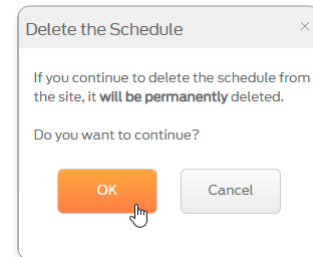 Delete the Schedule
If you continue to delete the schedule from
the site, it will be permanently deleted.
Do you want to continue?
OK
Cancel